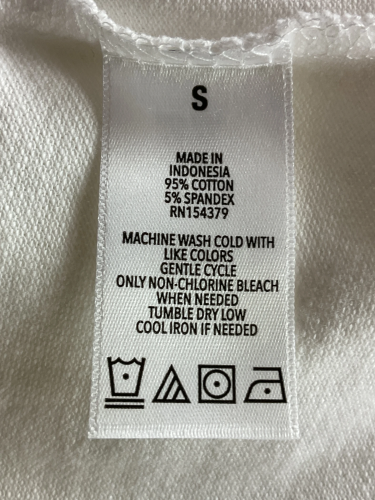 S
MADE IN
INDONESIA
95% COTTON
5% SPANDEX
RN154379
MACHINE WASH COLD WITH
LIKE COLORS
GENTLE CYCLE
ONLY NON-CHLORINE BLEACH
WHEN NEEDED
TUMBLE DRY LOW
COOL IRON IF NEEDED